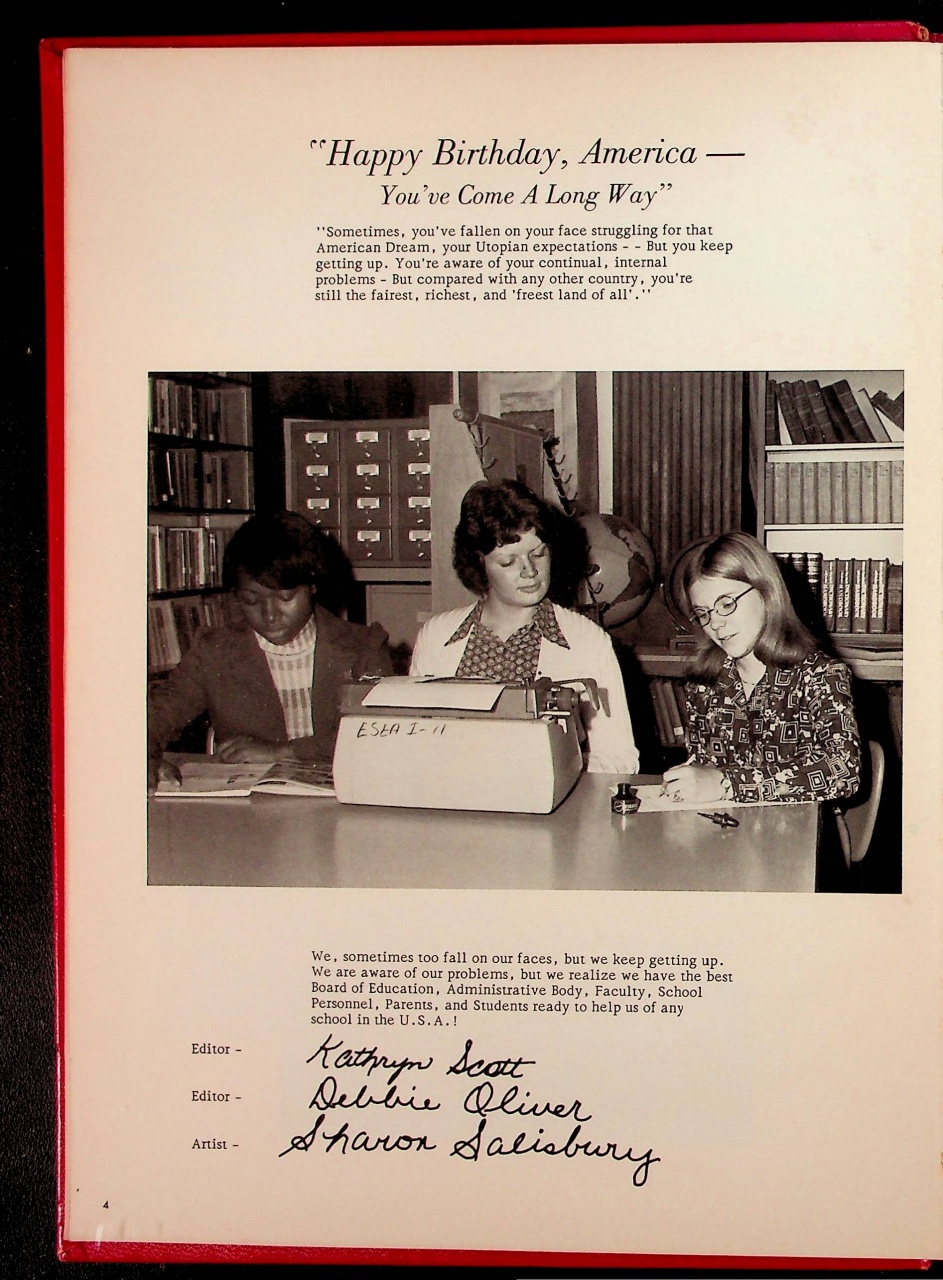 "Happy Birthday, America —
You've Come A Long Way"
''Sometimes, you've fallen on your face struggling for that
American Dream, your Utopian expectations - - But you keep
getting up. You're aware of your continual, internal
problems - But compared with any other country, you're
still the fairest, richest, and 'freest land of all'.''
ESEA I-11
We, sometimes too fall on our faces, but we keep getting up.
We are aware of our problems, but we realize we have the best
Board of Education, Administrative Body, Faculty, School
Personnel, Parents, and Students ready to help us of any
school in the U.S.A.!
Editor - Kathryn Scott
Editor - Debbie Oliver
Artist - Sharon Salisbury
4